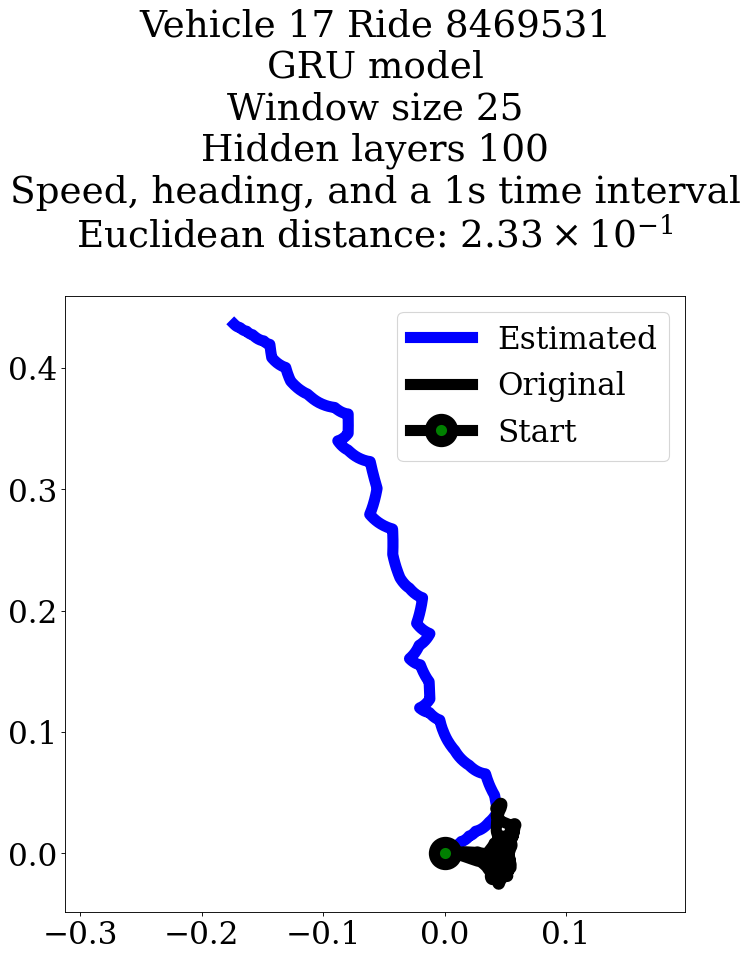 Vehicle 17 Ride 8469531
GRU model
Window size 25
Hidden layers 100
Speed, heading, and a 1s time interval
Euclidean distance: 2.33 × 10⁻¹
Estimated
Original
Start
0.4
0.3
0.2
0.1
0.0
−0.3 −0.2 −0.1 0.0 0.1